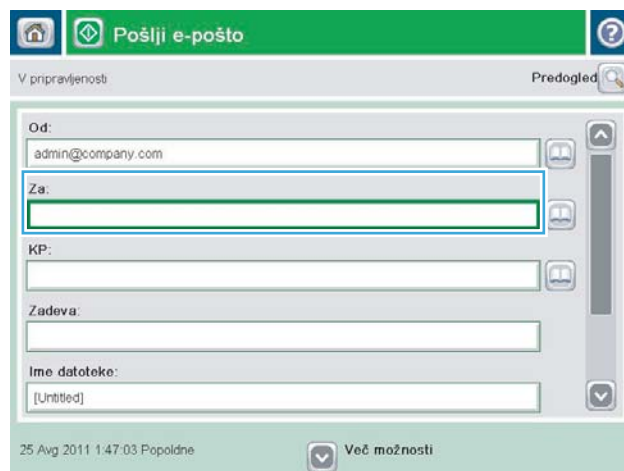 Pošlji e-pošto
V pripravljenosti
Predogled
Od:
admin@company.com
Za:
KP:
Zadeva:
Ime datoteke:
[Untitled]
25 Avg 2011 1:47:03 Popoldne
Več možnosti